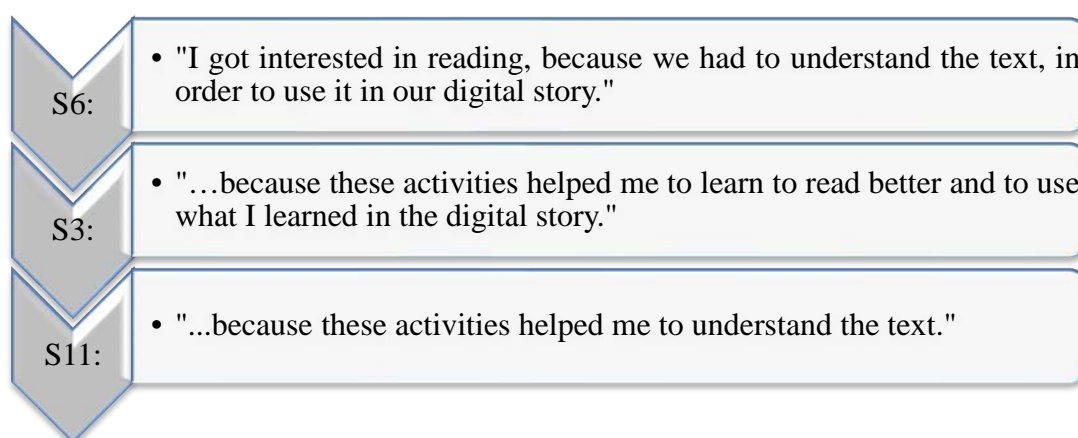 S6:
• "I got interested in reading, because we had to understand the text, in
order to use it in our digital story."
S3:
• "…because these activities helped me to learn to read better and to use
what I learned in the digital story."
S11:
• "...because these activities helped me to understand the text."